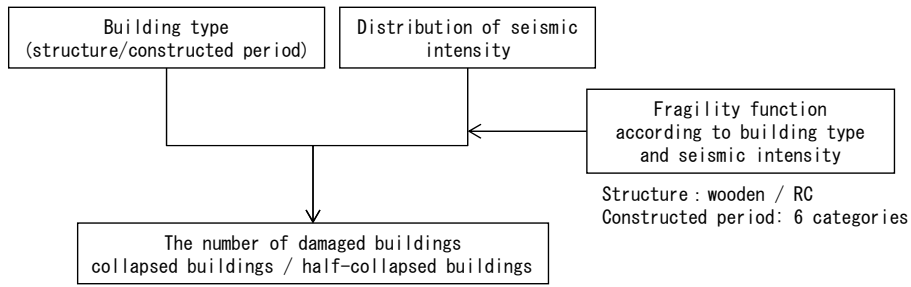 Building type
(structure/constructed period)
Distribution of seismic
intensity
Fragility function
according to building type
and seismic intensity
Structure：wooden / RC
Constructed period: 6 categories
The number of damaged buildings
collapsed buildings / half-collapsed buildings